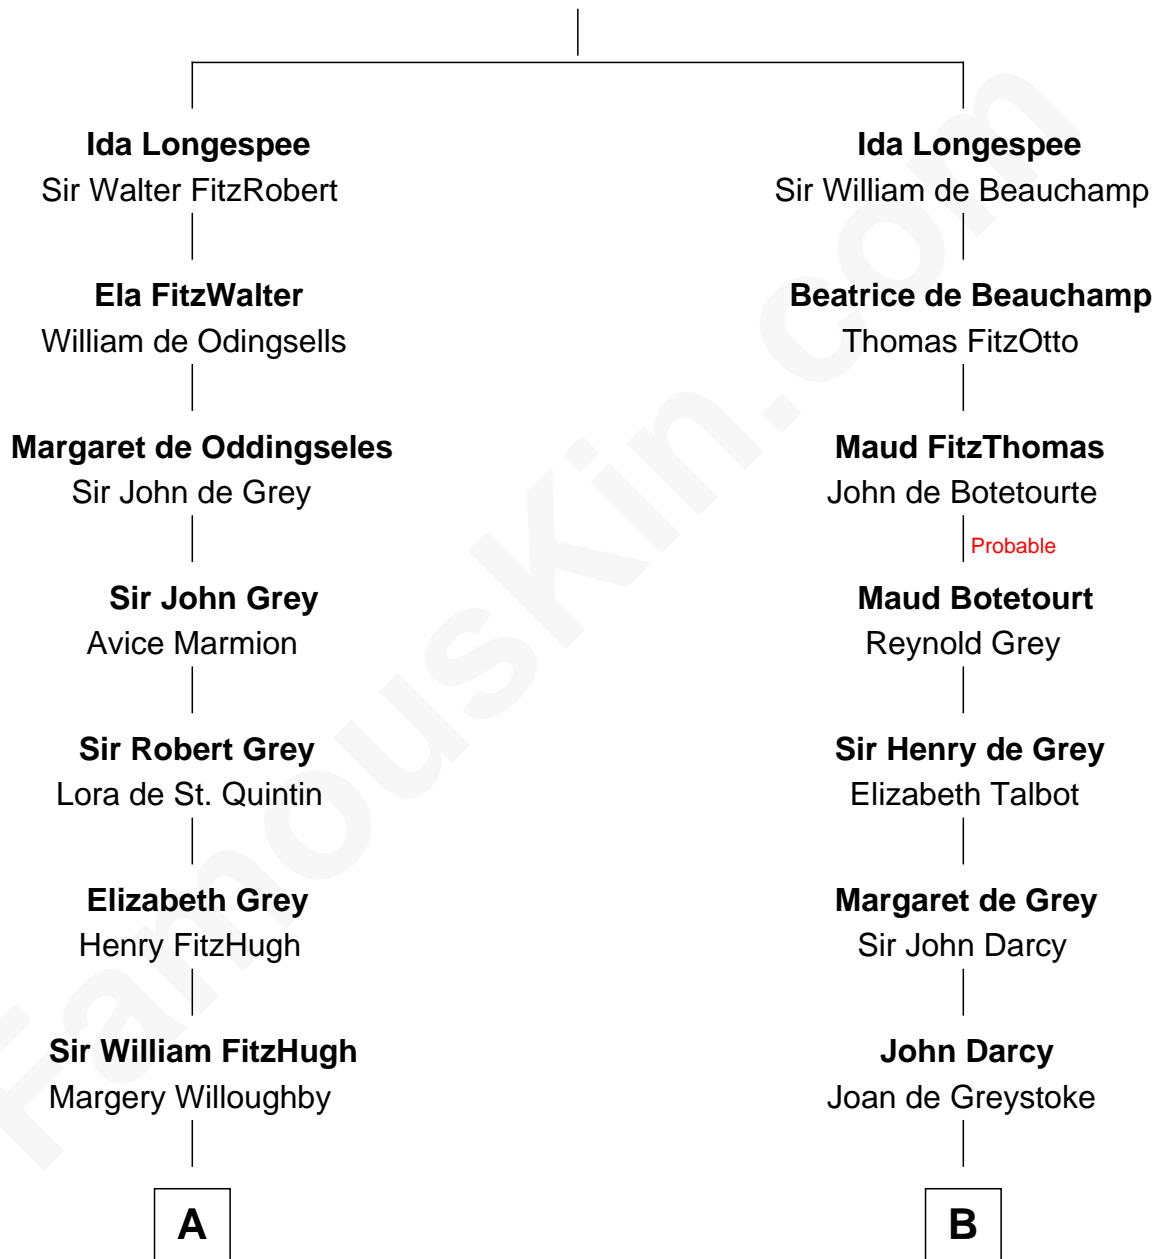 Ida Longespee
Sir Walter FitzRobert
Ela FitzWalter
William de Odingsells
Margaret de Oddingseles
Sir John de Grey
Sir John Grey
Avice Marmion
Sir Robert Grey
Lora de St. Quintin
Elizabeth Grey
Henry FitzHugh
Sir William FitzHugh
Margery Willoughby
A
Ida Longespee
Sir William de Beauchamp
Beatrice de Beauchamp
Thomas FitzOtto
Maud FitzThomas
John de Botetourte
Probable
Maud Botetourt
Reynold Grey
Sir Henry de Grey
Elizabeth Talbot
Margaret de Grey
Sir John Darcy
John Darcy
Joan de Greystoke
B
FamousKin.com